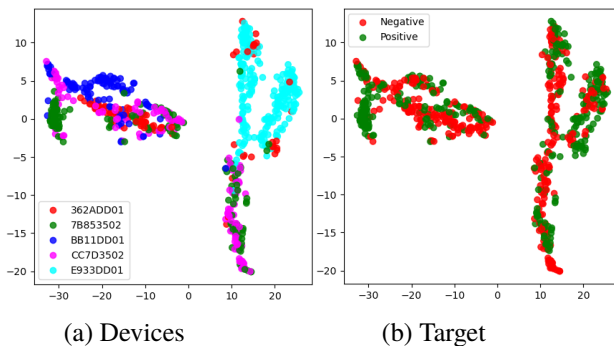 10
5
0
−5
−10
−15
−20
362ADD01
7B853502
BB11DD01
CC7D3502
E933DD01
−30 −20 −10 0 10 20
(a) Devices
Negative
Positive
10
5
0
−5
−10
−15
−20
−30 −20 −10 0 10 20
(b) Target